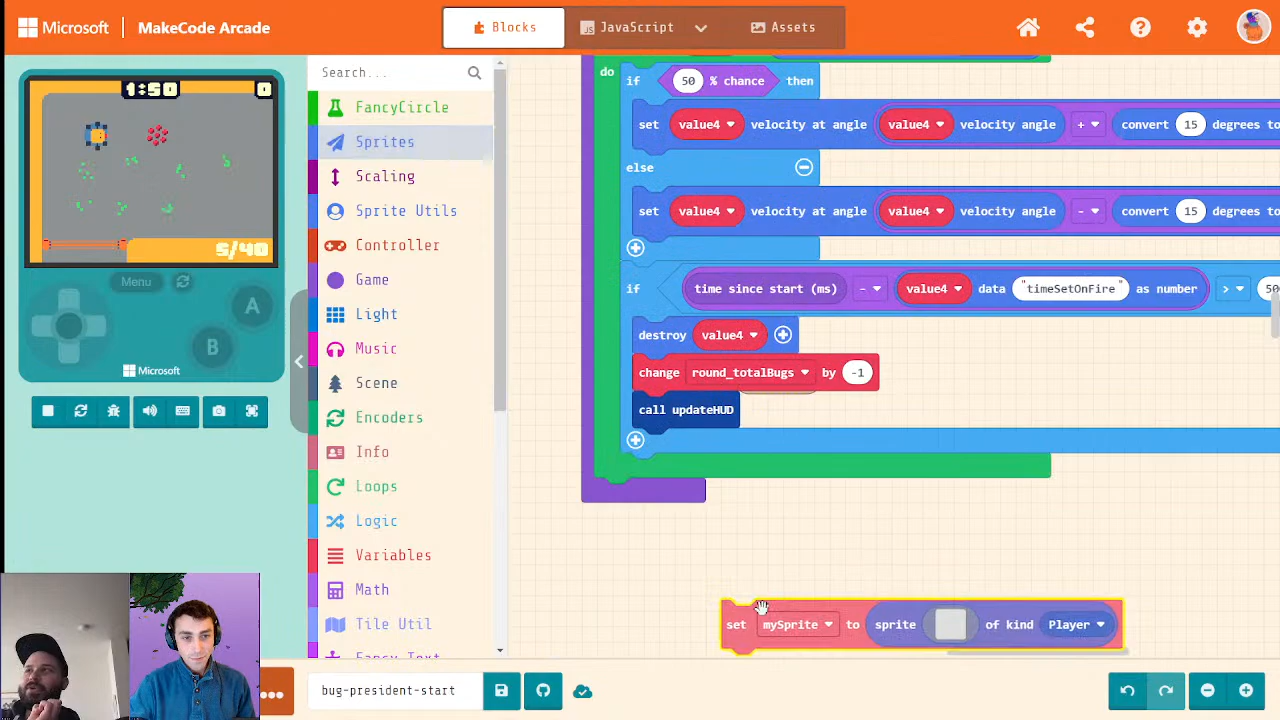 Microsoft MakeCode Arcade
Blocks JavaScript Assets
1:50 0
5/40
Menu
A
B
Microsoft
Search...
FancyCircle
Sprites
Scaling
Sprite Utils
Controller
Game
Light
Music
Scene
Encoders
Info
Loops
Logic
Variables
Math
Tile Util
Fancy Text
do if 50 % chance then
set value4 velocity at angle value4 velocity angle + convert 15 degrees to
else
set value4 velocity at angle value4 velocity angle - convert 15 degrees to
if time since start (ms) - value4 data "timeSetOnFire" as number > 50
destroy value4
change round_totalBugs by -1
call updateHUD
set mySprite to sprite of kind Player
bug-president-start